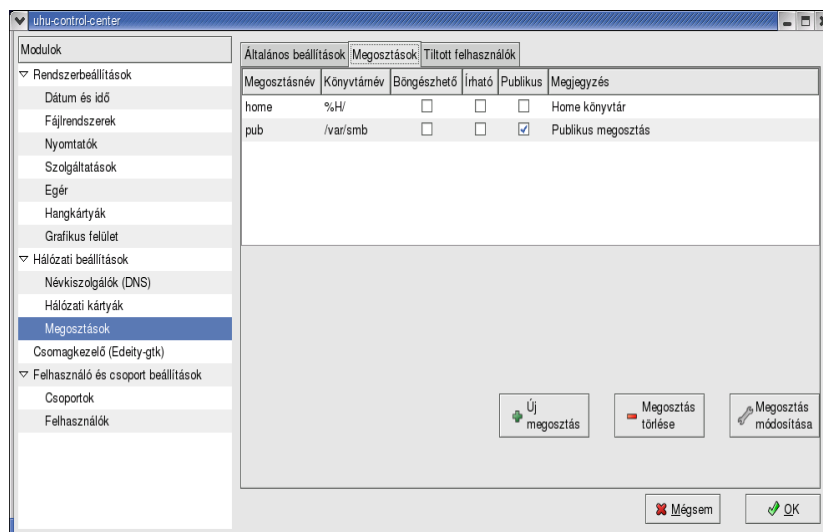 uhu-control-center
Modulok
Rendszerbeállítások
Dátum és idő
Fájlrendszerek
Nyomtatók
Szolgáltatások
Egér
Hangkártyák
Grafikus felület
Hálózati beállítások
Névkiszolgálók (DNS)
Hálózati kártyák
Megosztások
Csomagkezelő (Edeity-gtk)
Felhasználó és csoport beállítások
Csoportok
Felhasználók
Általános beállítások Megosztások Tiltott felhasználók
Megosztásnév Könyvtárnév Böngészhető Írható Publikus Megjegyzés
home %H/ Home könyvtár
pub /var/smb Publikus megosztás
Új
megosztás
Megosztás
törlése
Megosztás
módosítása
Mégsem
OK